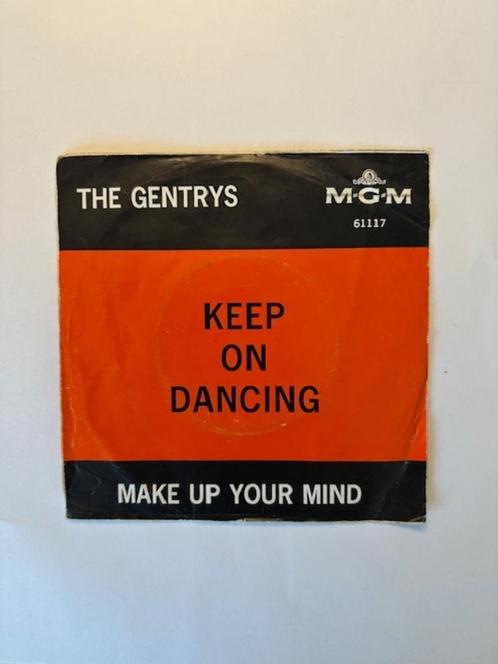 THE GENTRYS
M-G-M
61117
KEEP
ON
DANCING
MAKE UP YOUR MIND